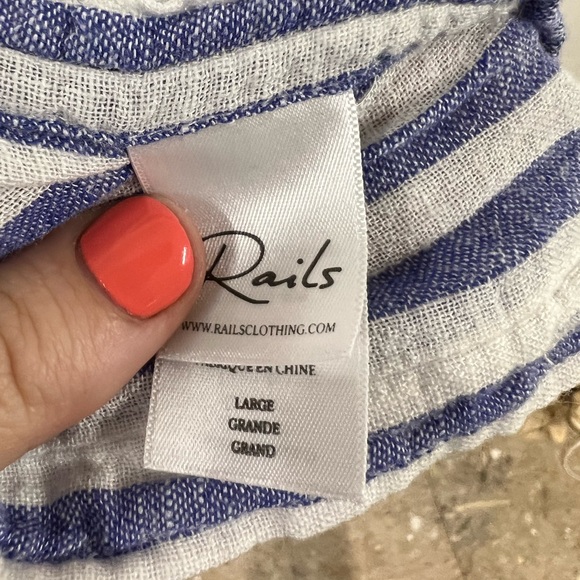 Rails
WWW.RAILSCLOTHING.COM
EN CHINE
LARGE
GRANDE
GRAND